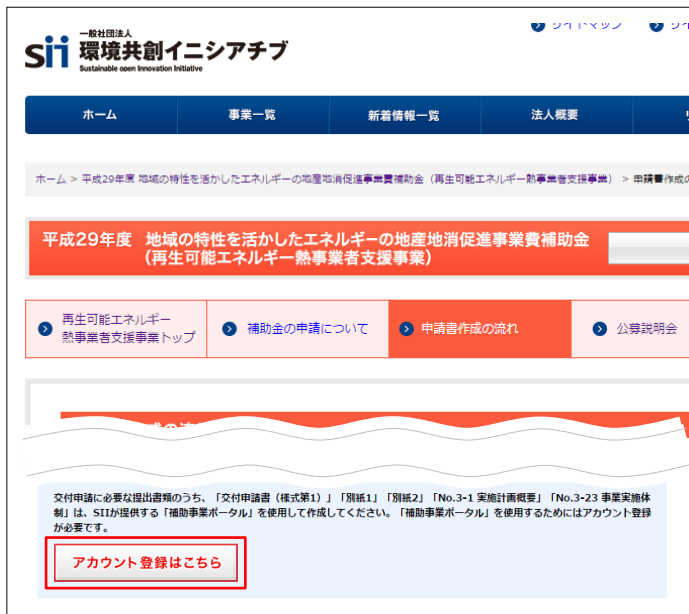 サイトマップ
一般社団法人
sii 環境共創イニシアチブ
Sustainable open Innovation Initiative
ホーム 事業一覧 新着情報一覧 法人概要
ホーム > 平成29年度 地域の特性を活かしたエネルギーの地産地消促進事業費補助金（再生可能エネルギー熱事業者支援事業） > 申請書作成の
平成29年度 地域の特性を活かしたエネルギーの地産地消促進事業費補助金
（再生可能エネルギー熱事業者支援事業）
再生可能エネルギー
熱事業者支援事業トップ
補助金の申請について
申請書作成の流れ
公募説明会
交付申請に必要な提出書類のうち、「交付申請書（様式第1）」「別紙1」「別紙2」「No.3-1 実施計画概要」「No.3-23 事業実施体
制」は、SIIが提供する「補助事業ポータル」を使用して作成してください。「補助事業ポータル」を使用するためにはアカウント登録
が必要です。
アカウント登録はこちら